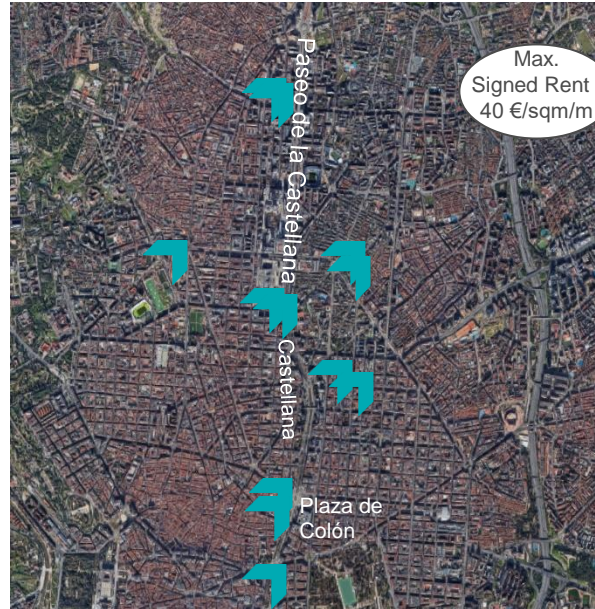 Max.
Signed Rent
40 €/sqm/m
Paseo de la Castellana
Castellana
Plaza de
Colón